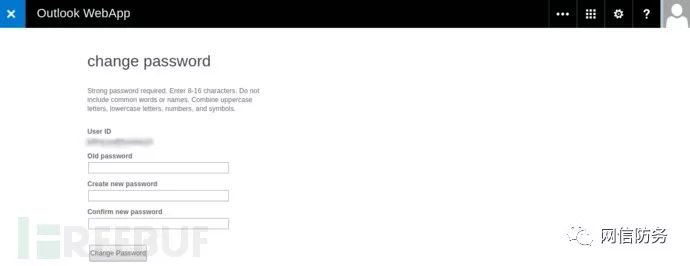 Outlook WebApp
change password
Strong password required. Enter 8-16 characters. Do not
include common words or names. Combine uppercase
letters, lowercase letters, numbers, and symbols.
User ID
Old password
Create new password
Confirm new password
Change Password
FREEBUF
网信防务